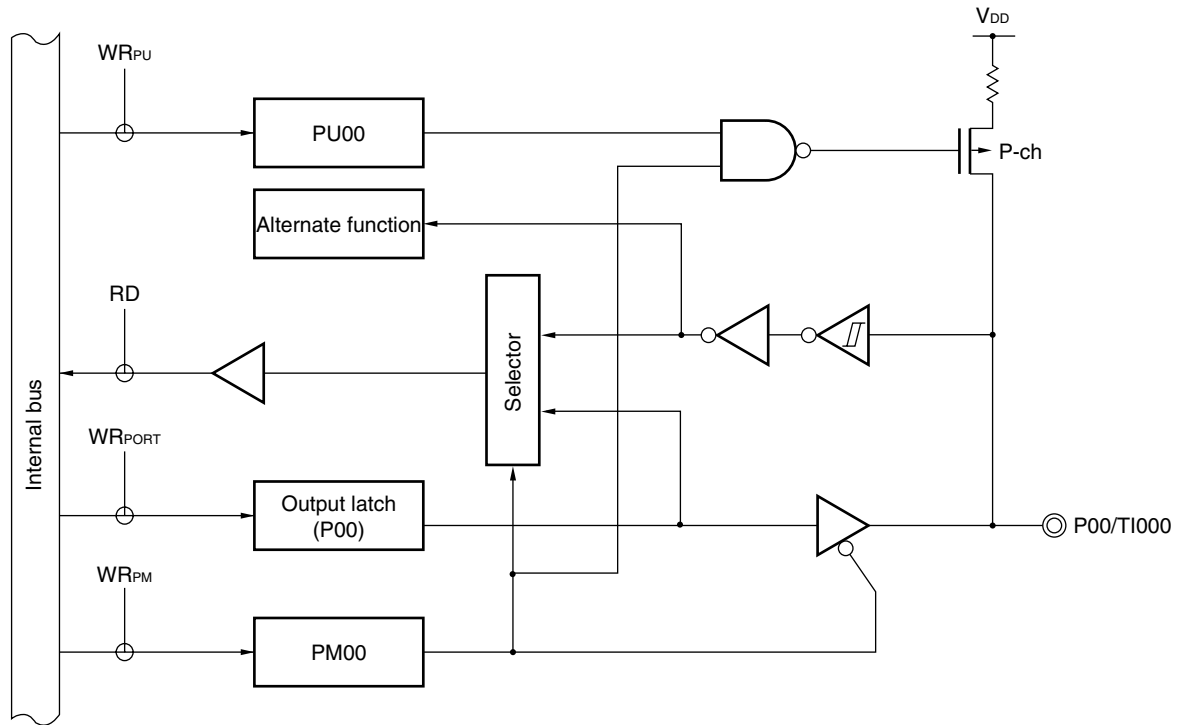 VDD
WRPU
PU00
P-ch
Alternate function
RD
Selector
Internal bus
WRPORT
Output latch
(P00)
P00/TI000
WRPM
PM00